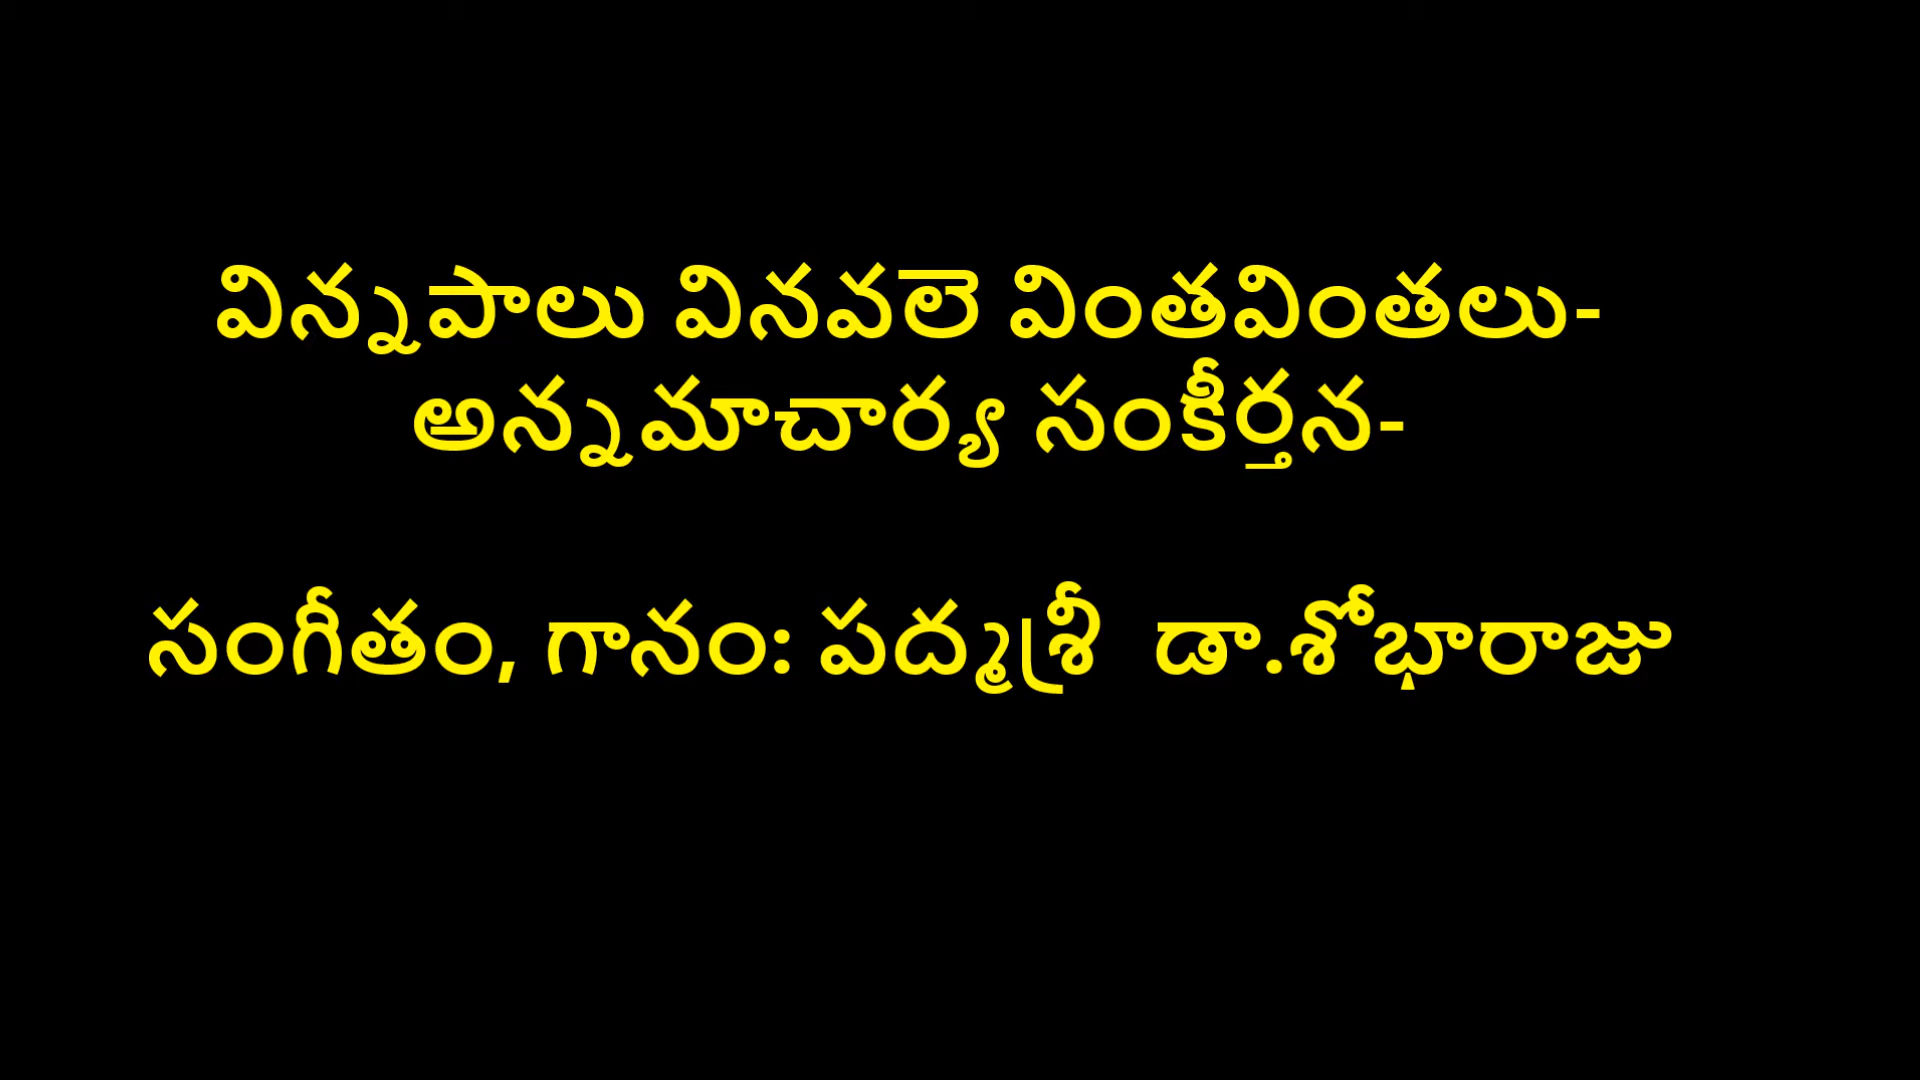 విన్నపాలు వినవలె వింతవింతలు-
అన్నమాచార్య సంకీర్తన-
సంగీతం, గానం: పద్మశ్రీ  డా.శోభారాజు